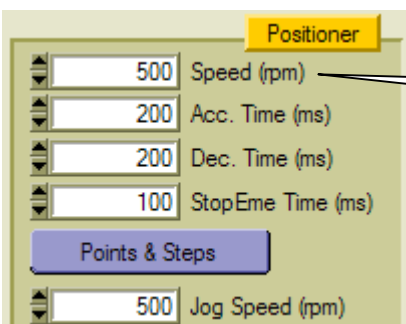 Positioner
500 Speed (rpm)
200 Acc. Time (ms)
200 Dec. Time (ms)
100 StopEme Time (ms)
Points & Steps
500 Jog Speed (rpm)